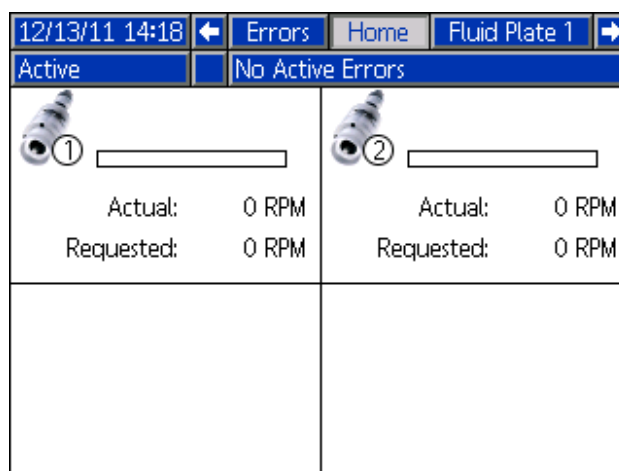 12/13/11 14:18 Errors Home Fluid Plate 1
Active No Active Errors
1 2
Actual: 0 RPM Actual: 0 RPM
Requested: 0 RPM Requested: 0 RPM